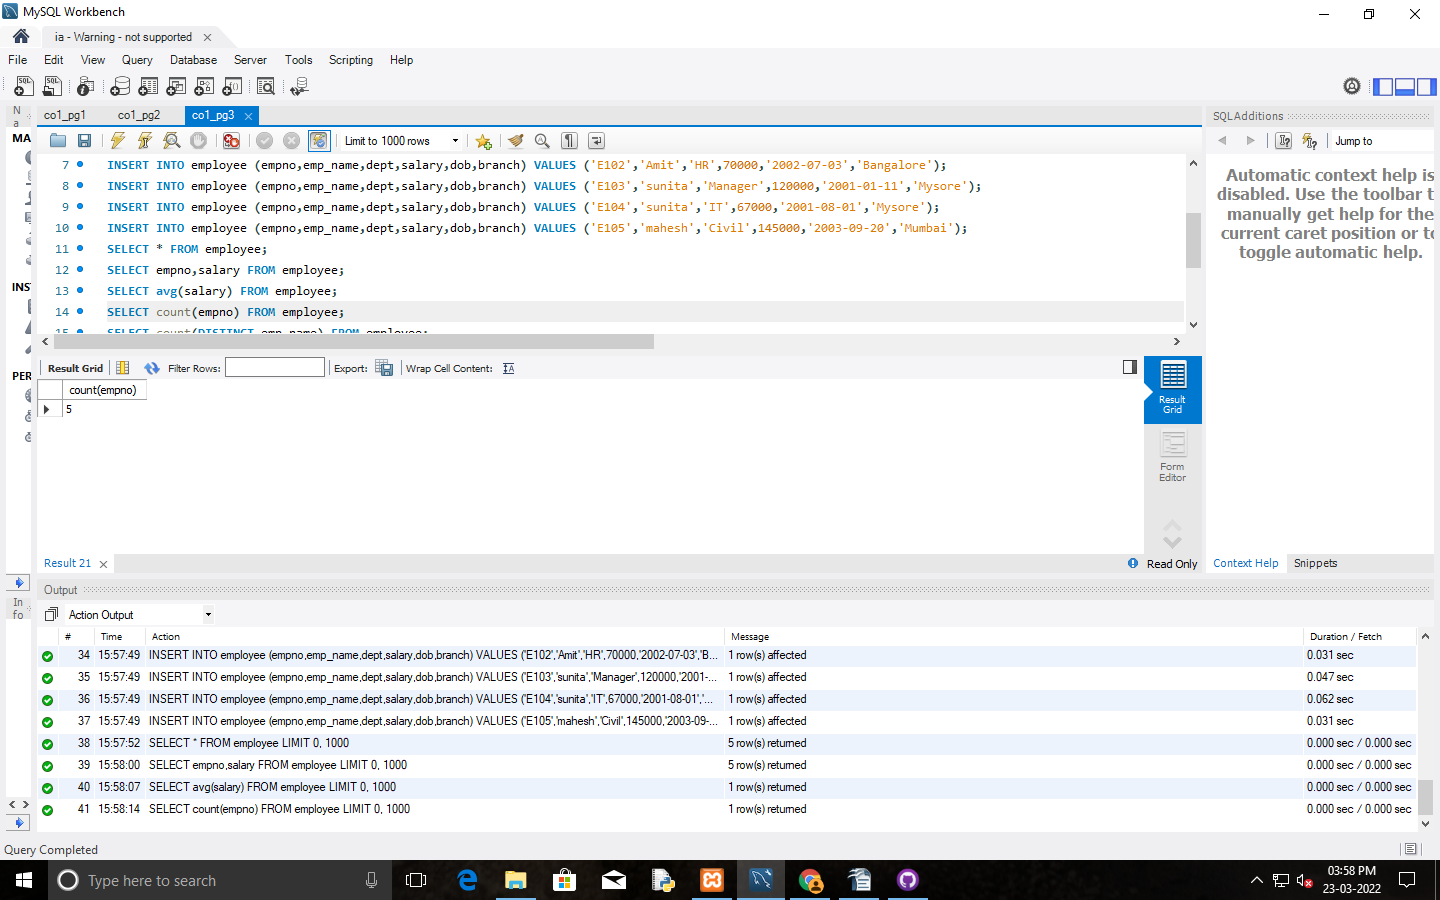 MySQL Workbench
ia - Warning - not supported
File Edit View Query Database Server Tools Scripting Help
co1_pg1 co1_pg2 co1_pg3
Limit to 1000 rows
7 INSERT INTO employee (empno,emp_name,dept,salary,dob,branch) VALUES ('E102','Amit','HR',70000,'2002-07-03','Bangalore');
8 INSERT INTO employee (empno,emp_name,dept,salary,dob,branch) VALUES ('E103','sunita','Manager',120000,'2001-01-11','Mysore');
9 INSERT INTO employee (empno,emp_name,dept,salary,dob,branch) VALUES ('E104','sunita','IT',67000,'2001-08-01','Mysore');
10 INSERT INTO employee (empno,emp_name,dept,salary,dob,branch) VALUES ('E105','mahesh','Civil',145000,'2003-09-20','Mumbai');
11 SELECT * FROM employee;
12 SELECT empno,salary FROM employee;
13 SELECT avg(salary) FROM employee;
14 SELECT count(empno) FROM employee;
15 SELECT count(DISTINCT emp_name) FROM employee;
Na
MA
INS
PER
In
fo
Result Grid Filter Rows: Export: Wrap Cell Content:
count(empno)
5
Result
Grid
Form
Editor
Result 21
Read Only
SQLAdditions
Jump to
Automatic context help is
disabled. Use the toolbar t
manually get help for the
current caret position or to
toggle automatic help.
Context Help Snippets
Output
Action Output
# Time Action Message Duration / Fetch
34 15:57:49 INSERT INTO employee (empno,emp_name,dept,salary,dob,branch) VALUES ('E102','Amit','HR',70000,'2002-07-03','B... 1 row(s) affected 0.031 sec
35 15:57:49 INSERT INTO employee (empno,emp_name,dept,salary,dob,branch) VALUES ('E103','sunita','Manager',120000,'2001-... 1 row(s) affected 0.047 sec
36 15:57:49 INSERT INTO employee (empno,emp_name,dept,salary,dob,branch) VALUES ('E104','sunita','IT',67000,'2001-08-01','... 1 row(s) affected 0.062 sec
37 15:57:49 INSERT INTO employee (empno,emp_name,dept,salary,dob,branch) VALUES ('E105','mahesh','Civil',145000,'2003-09-... 1 row(s) affected 0.031 sec
38 15:57:52 SELECT * FROM employee LIMIT 0, 1000 5 row(s) returned 0.000 sec / 0.000 sec
39 15:58:00 SELECT empno,salary FROM employee LIMIT 0, 1000 5 row(s) returned 0.000 sec / 0.000 sec
40 15:58:07 SELECT avg(salary) FROM employee LIMIT 0, 1000 1 row(s) returned 0.000 sec / 0.000 sec
41 15:58:14 SELECT count(empno) FROM employee LIMIT 0, 1000 1 row(s) returned 0.000 sec / 0.000 sec
Query Completed
Type here to search
03:58 PM
23-03-2022